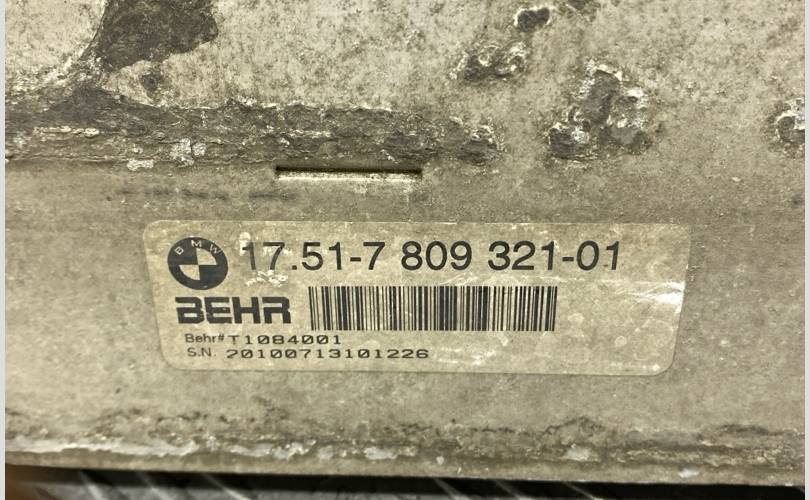 BMW 17.51-7 809 321-01
BEHR
Behr# T1084001
S.N. 20100713101226